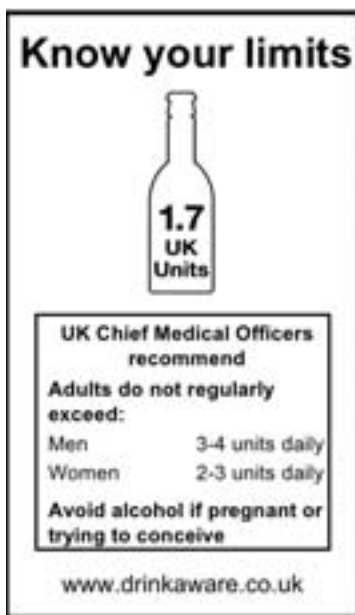 Know your limits
1.7
UK
Units
UK Chief Medical Officers
recommend
Adults do not regularly
exceed:
Men 3-4 units daily
Women 2-3 units daily
Avoid alcohol if pregnant or
trying to conceive
www.drinkaware.co.uk